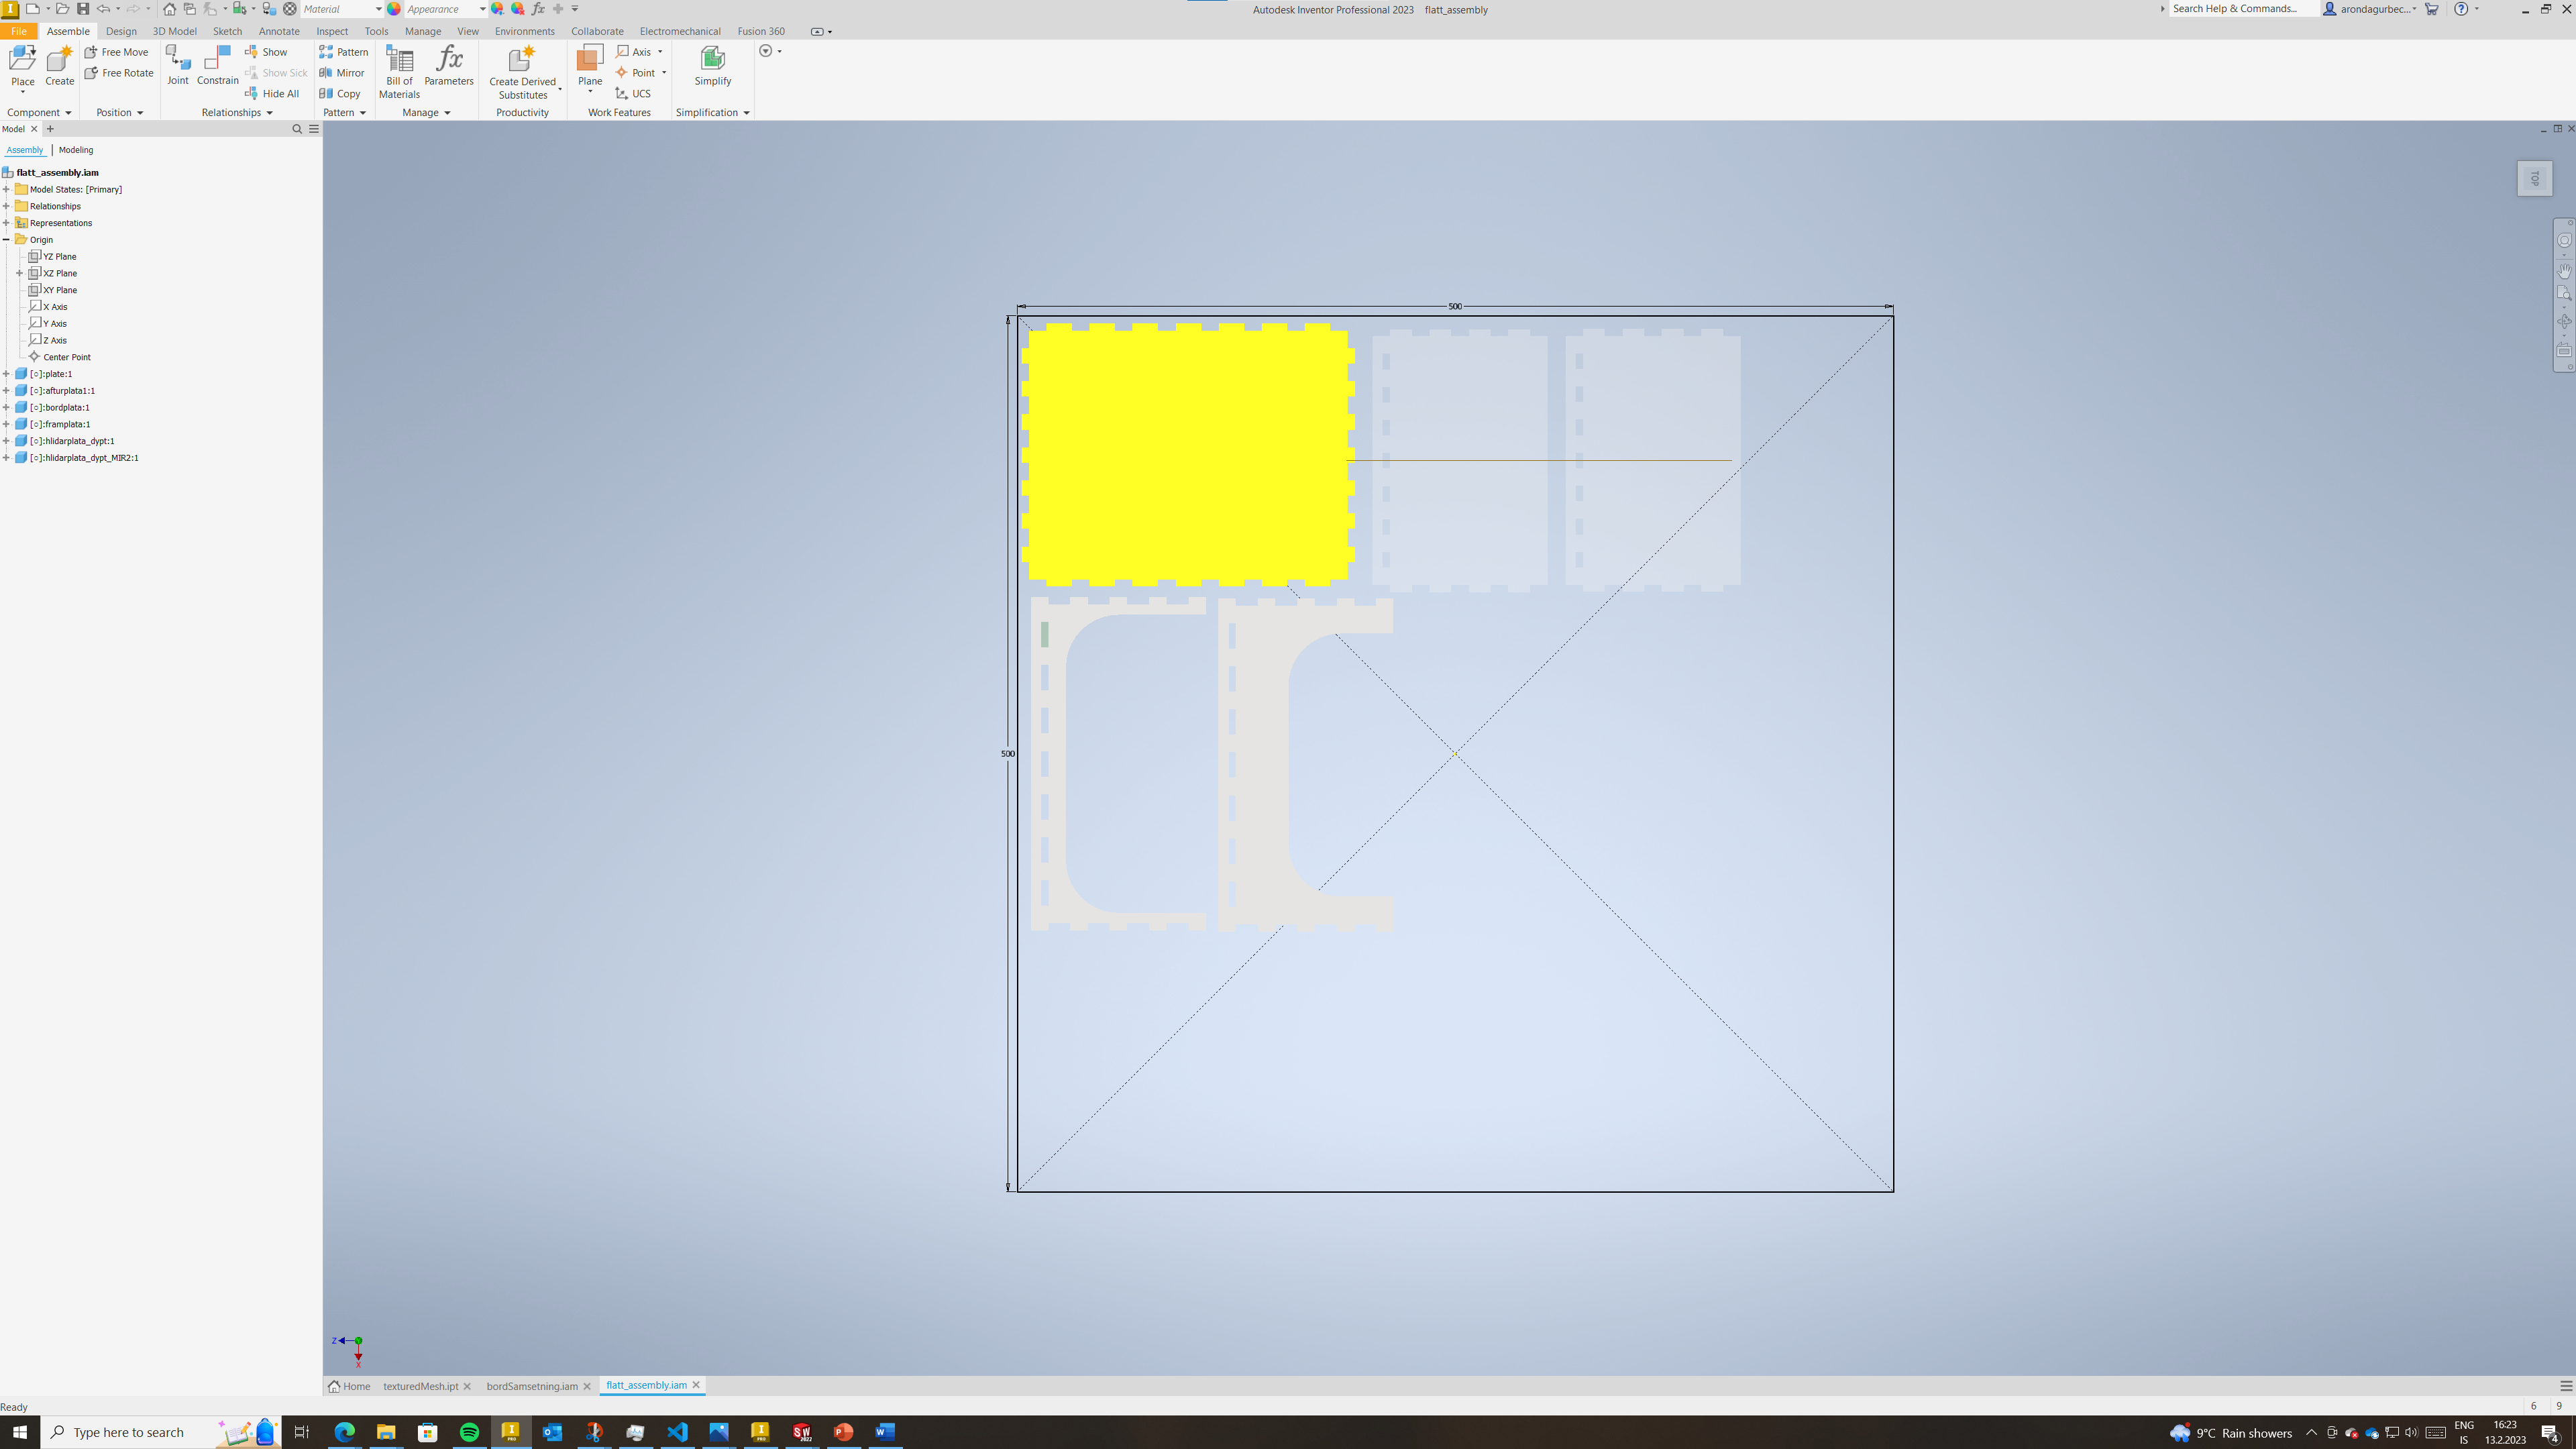 Material
Appearance
Autodesk Inventor Professional 2023 flatt_assembly
Search Help & Commands...
arondagurbec...
File Assemble Design 3D Model Sketch Annotate Inspect Tools Manage View Environments Collaborate Electromechanical Fusion 360
Place
Create
Free Move
Free Rotate
Joint
Constrain
Show
Show Sick
Hide All
Pattern
Mirror
Copy
Bill of
Materials
Parameters
Create Derived
Substitutes
Plane
Axis
Point
UCS
Simplify
Component Position Relationships Pattern Manage Productivity Work Features Simplification
Model
Assembly | Modeling
flatt_assembly.iam
Model States: [Primary]
Relationships
Representations
Origin
YZ Plane
XZ Plane
XY Plane
X Axis
Y Axis
Z Axis
Center Point
[○]:plate:1
[○]:afturplata1:1
[○]:bordplata:1
[○]:framplata:1
[○]:hlidarplata_dypt:1
[○]:hlidarplata_dypt_MIR2:1
TOP
500
500
Z
X
Home texturedMesh.ipt bordSamsetning.iam flatt_assembly.iam
Ready
6 9
Type here to search
9°C Rain showers
ENG
IS
16:23
13.2.2023
4